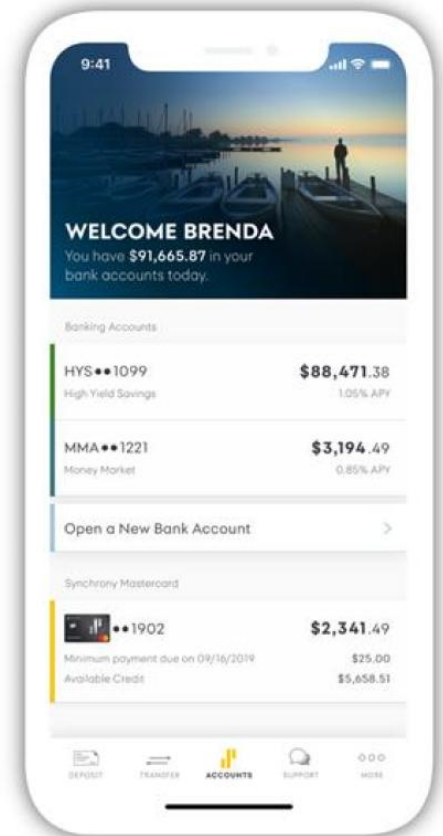 9:41
WELCOME BRENDA
You have $91,665.87 in your
bank accounts today.
Banking Accounts
HYS••1099 $88,471.38
High Yield Savings 1.05% APY
MMA••1221 $3,194.49
Money Market 0.85% APY
Open a New Bank Account
Synchrony Mastercard
••1902 $2,341.49
Minimum payment due on 09/16/2019 $25.00
Available Credit $5,658.51
DEPOSIT TRANSFER ACCOUNTS SUPPORT MORE